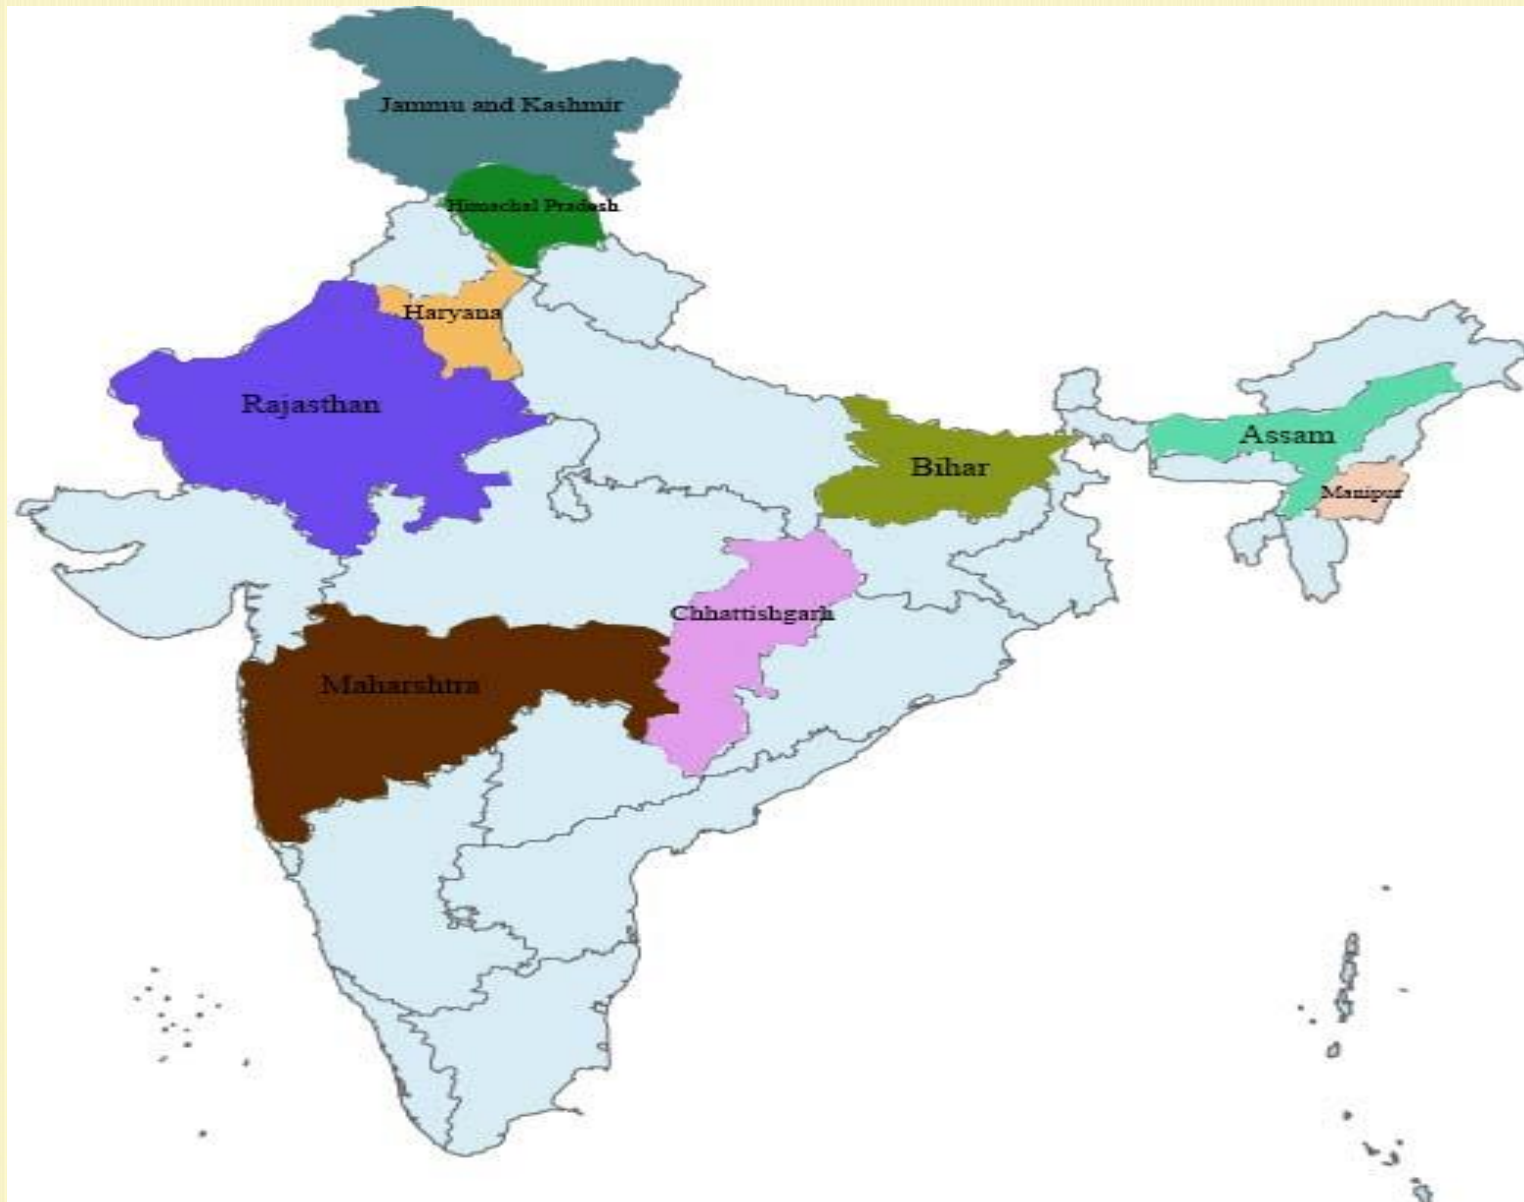 Jammu and Kashmir
Himachal Pradesh
Haryana
Rajasthan
Assam
Bihar
Manipur
Chhattishgarh
Maharshtra